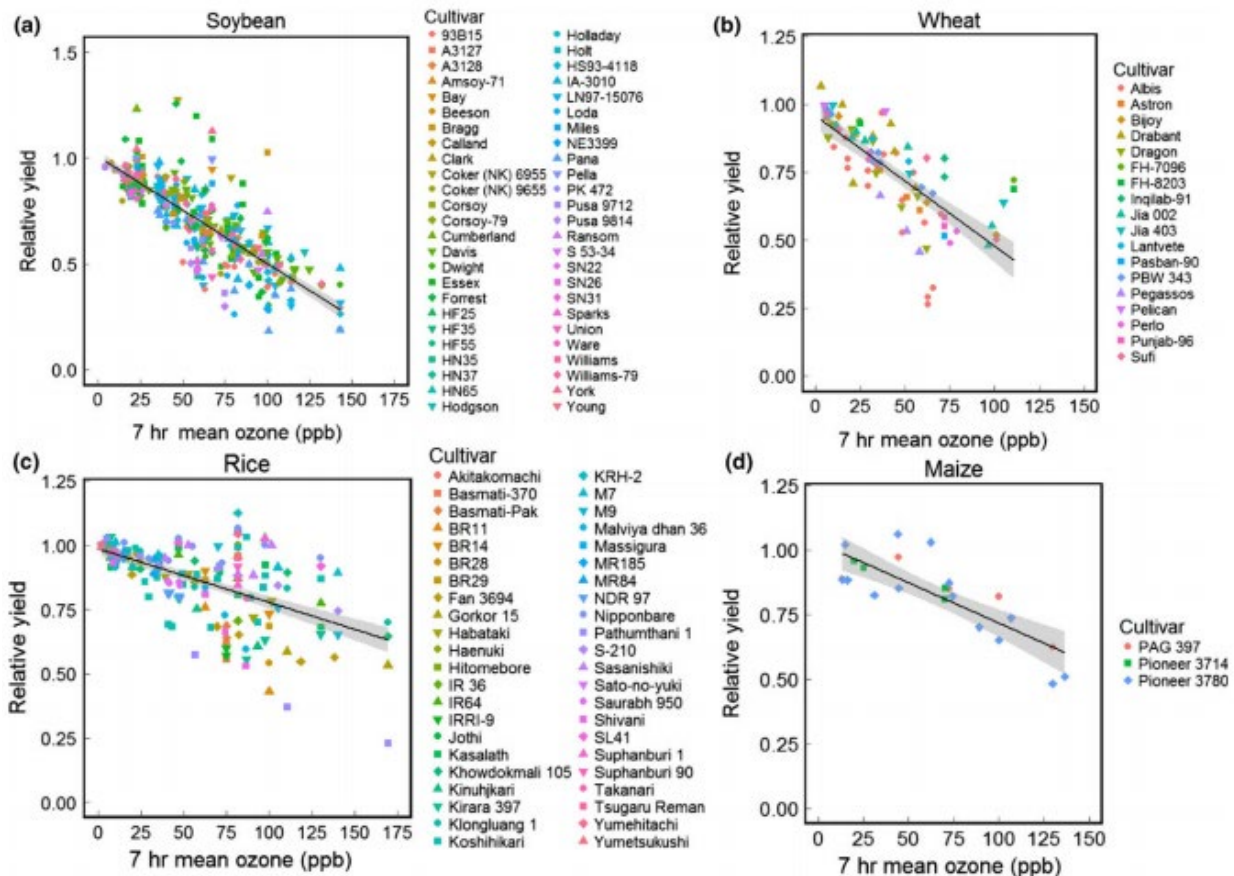 (a)
Soybean
Relative yield
1.5
1.0
0.5
0.0
0 25 50 75 100 125 150 175
7 hr mean ozone (ppb)
Cultivar
93B15
A3127
A3128
Amsoy-71
Bay
Beeson
Bragg
Calland
Clark
Coker (NK) 6955
Coker (NK) 9655
Corsoy
Corsoy-79
Cumberland
Davis
Dwight
Essex
Forrest
HF25
HF35
HF55
HN35
HN37
HN65
Hodgson
Holladay
Holt
HS93-4118
IA-3010
LN97-15076
Loda
Miles
NE3399
Pana
Pella
PK 472
Pusa 9712
Pusa 9814
Ransom
S 53-34
SN22
SN26
SN31
Sparks
Union
Ware
Williams
Williams-79
York
Young
(b)
Wheat
Relative yield
1.25
1.00
0.75
0.50
0.25
0.00
0 25 50 75 100 125 150
7 hr mean ozone (ppb)
Cultivar
Albis
Astron
Bijoy
Drabant
Dragon
FH-7096
FH-8203
Inqilab-91
Jia 002
Jia 403
Lantvete
Pasban-90
PBW 343
Pegassos
Pelican
Perlo
Punjab-96
Sufi
(c)
Rice
Relative yield
1.25
1.00
0.75
0.50
0.25
0.00
0 25 50 75 100 125 150 175
7 hr mean ozone (ppb)
Cultivar
Akitakomachi
Basmati-370
Basmati-Pak
BR11
BR14
BR28
BR29
Fan 3694
Gorkor 15
Habataki
Haenuki
Hitomebore
IR 36
IR64
IRRI-9
Jothi
Kasalath
Khowdokmali 105
Kinuhjkari
Kirara 397
Klongluang 1
Koshihikari
KRH-2
M7
M9
Malviya dhan 36
Massigura
MR185
MR84
NDR 97
Nipponbare
Pathumthani 1
S-210
Sasanishiki
Sato-no-yuki
Saurabh 950
Shivani
SL41
Suphanburi 1
Suphanburi 90
Takanari
Tsugaru Reman
Yumehitachi
Yumetsukushi
(d)
Maize
Relative yield
1.25
1.00
0.75
0.50
0.25
0.00
0 25 50 75 100 125 150
7 hr mean ozone (ppb)
Cultivar
PAG 397
Pioneer 3714
Pioneer 3780